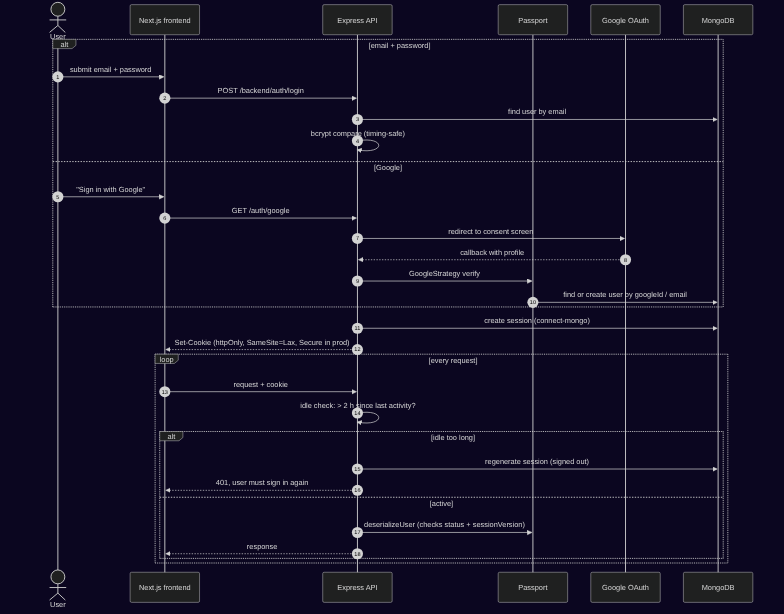 User
Next.js frontend
Express API
Passport
Google OAuth
MongoDB
alt
[email + password]
1
submit email + password
2
POST /backend/auth/login
3
find user by email
4
bcrypt compare (timing-safe)
[Google]
5
"Sign in with Google"
6
GET /auth/google
7
redirect to consent screen
8
callback with profile
9
GoogleStrategy verify
10
find or create user by googleId / email
11
create session (connect-mongo)
12
Set-Cookie (httpOnly, SameSite=Lax, Secure in prod)
loop
[every request]
13
request + cookie
14
idle check: > 2 h since last activity?
alt
[idle too long]
15
regenerate session (signed out)
16
401, user must sign in again
[active]
17
deserializeUser (checks status + sessionVersion)
18
response
User
Next.js frontend
Express API
Passport
Google OAuth
MongoDB